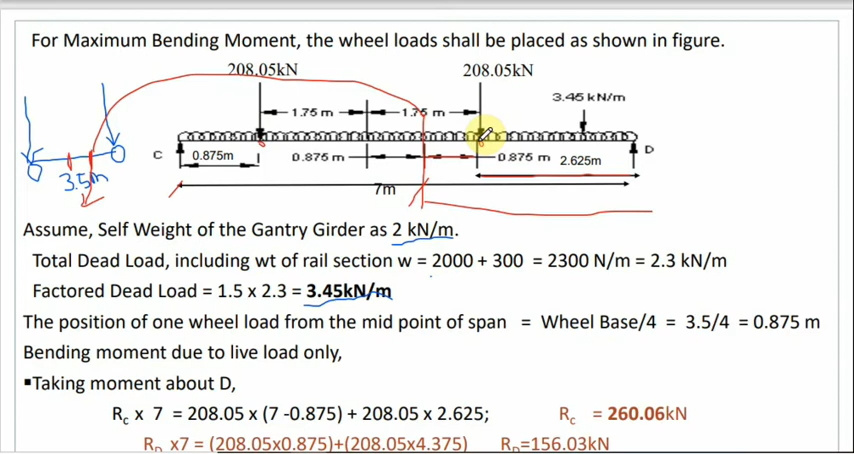 For Maximum Bending Moment, the wheel loads shall be placed as shown in figure.
208.05kN 208.05kN
3.45 kN/m
1.75 m 1.75 m
C 0.875m 0.875 m 0.875 m 2.625m D
3.5m
7m
Assume, Self Weight of the Gantry Girder as 2 kN/m.
Total Dead Load, including wt of rail section w = 2000 + 300 = 2300 N/m = 2.3 kN/m
Factored Dead Load = 1.5 x 2.3 = 3.45kN/m
The position of one wheel load from the mid point of span = Wheel Base/4 = 3.5/4 = 0.875 m
Bending moment due to live load only,
▪Taking moment about D,
Rc x 7 = 208.05 x (7 -0.875) + 208.05 x 2.625; Rc = 260.06kN
RD x7 = (208.05x0.875)+(208.05x4.375) RD=156.03kN